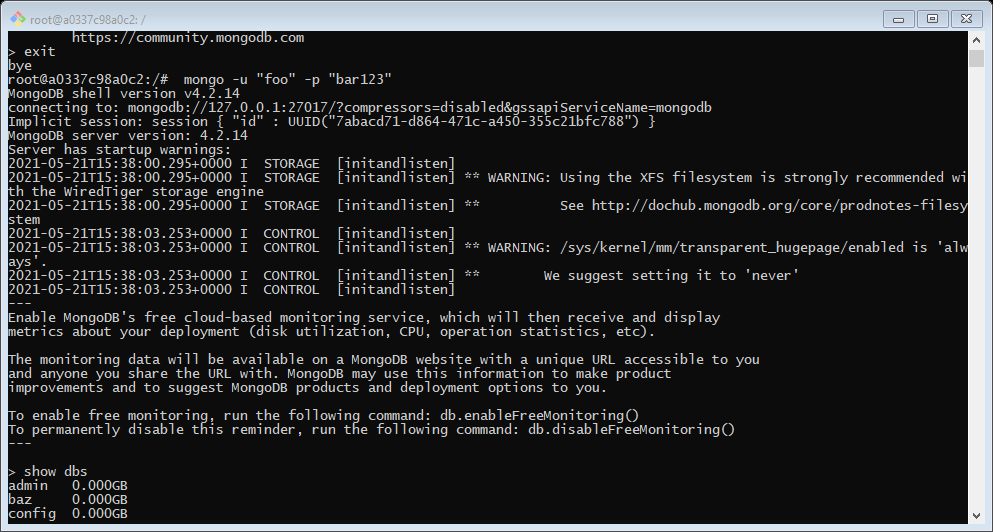 root@a0337c98a0c2: /
https://community.mongodb.com
> exit
bye
root@a0337c98a0c2:/#  mongo -u "foo" -p "bar123"
MongoDB shell version v4.2.14
connecting to: mongodb://127.0.0.1:27017/?compressors=disabled&gssapiServiceName=mongodb
Implicit session: session { "id" : UUID("7abacd71-d864-471c-a450-355c21bfc788") }
MongoDB server version: 4.2.14
Server has startup warnings:
2021-05-21T15:38:00.295+0000 I  STORAGE  [initandlisten]
2021-05-21T15:38:00.295+0000 I  STORAGE  [initandlisten] ** WARNING: Using the XFS filesystem is strongly recommended wi
th the WiredTiger storage engine
2021-05-21T15:38:00.295+0000 I  STORAGE  [initandlisten] **          See http://dochub.mongodb.org/core/prodnotes-filesy
stem
2021-05-21T15:38:03.253+0000 I  CONTROL  [initandlisten]
2021-05-21T15:38:03.253+0000 I  CONTROL  [initandlisten] ** WARNING: /sys/kernel/mm/transparent_hugepage/enabled is 'alw
ays'.
2021-05-21T15:38:03.253+0000 I  CONTROL  [initandlisten] **        We suggest setting it to 'never'
2021-05-21T15:38:03.253+0000 I  CONTROL  [initandlisten]
---
Enable MongoDB's free cloud-based monitoring service, which will then receive and display
metrics about your deployment (disk utilization, CPU, operation statistics, etc).

The monitoring data will be available on a MongoDB website with a unique URL accessible to you
and anyone you share the URL with. MongoDB may use this information to make product
improvements and to suggest MongoDB products and deployment options to you.

To enable free monitoring, run the following command: db.enableFreeMonitoring()
To permanently disable this reminder, run the following command: db.disableFreeMonitoring()
---

> show dbs
admin   0.000GB
baz     0.000GB
config  0.000GB